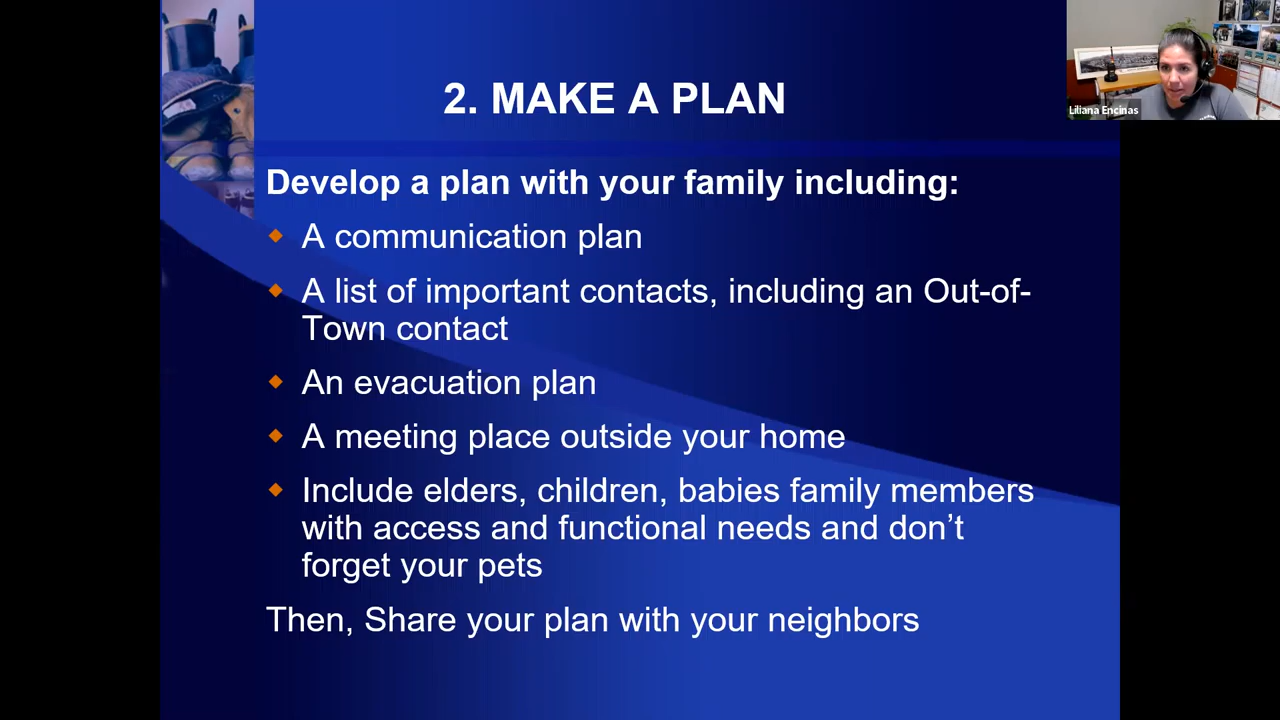 2. MAKE A PLAN
Liliana Encinas
Develop a plan with your family including:
A communication plan
A list of important contacts, including an Out-of-
Town contact
An evacuation plan
A meeting place outside your home
Include elders, children, babies family members
with access and functional needs and don’t
forget your pets
Then, Share your plan with your neighbors